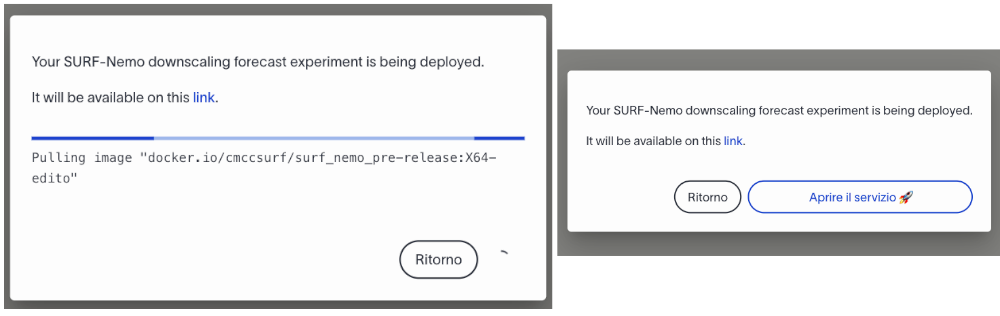 Your SURF-Nemo downscaling forecast experiment is being deployed.
It will be available on this link.
Pulling image "docker.io/cmccsurf/surf_nemo_pre-release:X64-
edito"
Ritorno
Your SURF-Nemo downscaling forecast experiment is being deployed.
It will be available on this link.
Ritorno
Aprire il servizio 🚀